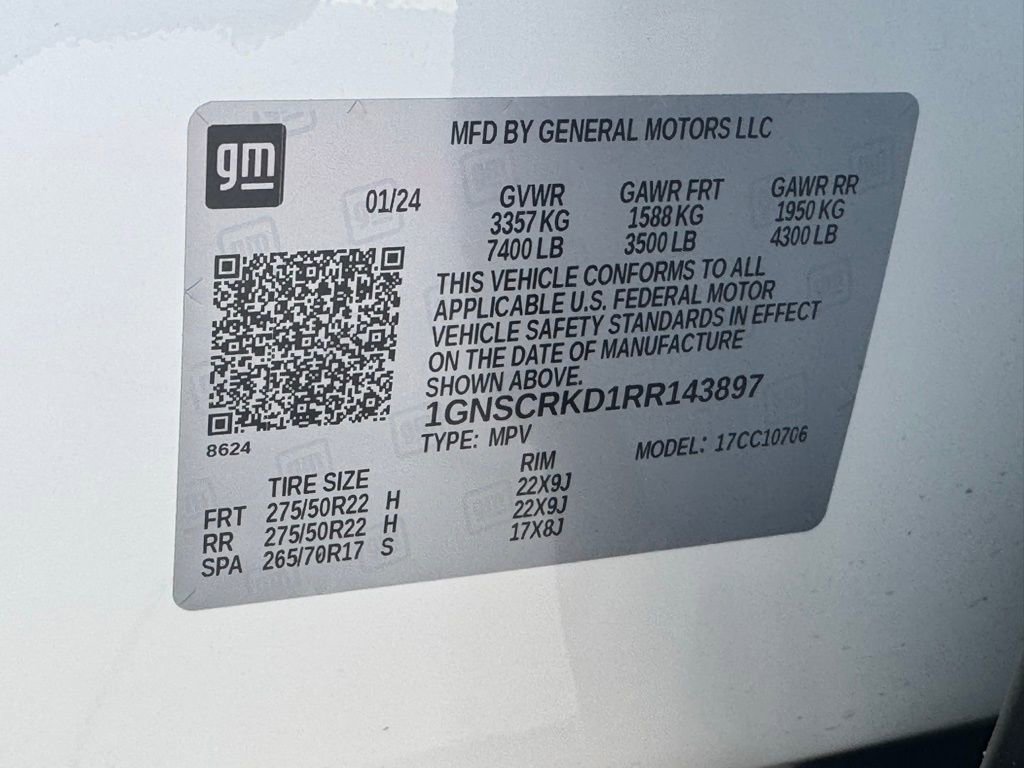 gm
MFD BY GENERAL MOTORS LLC
01/24 GVWR GAWR FRT GAWR RR
3357 KG 1588 KG 1950 KG
7400 LB 3500 LB 4300 LB
THIS VEHICLE CONFORMS TO ALL
APPLICABLE U.S. FEDERAL MOTOR
VEHICLE SAFETY STANDARDS IN EFFECT
ON THE DATE OF MANUFACTURE
SHOWN ABOVE.
1GNSCRKD1RR143897
8624
TYPE: MPV MODEL: 17CC10706
TIRE SIZE RIM
FRT 275/50R22 H 22X9J
RR 275/50R22 H 22X9J
SPA 265/70R17 S 17X8J